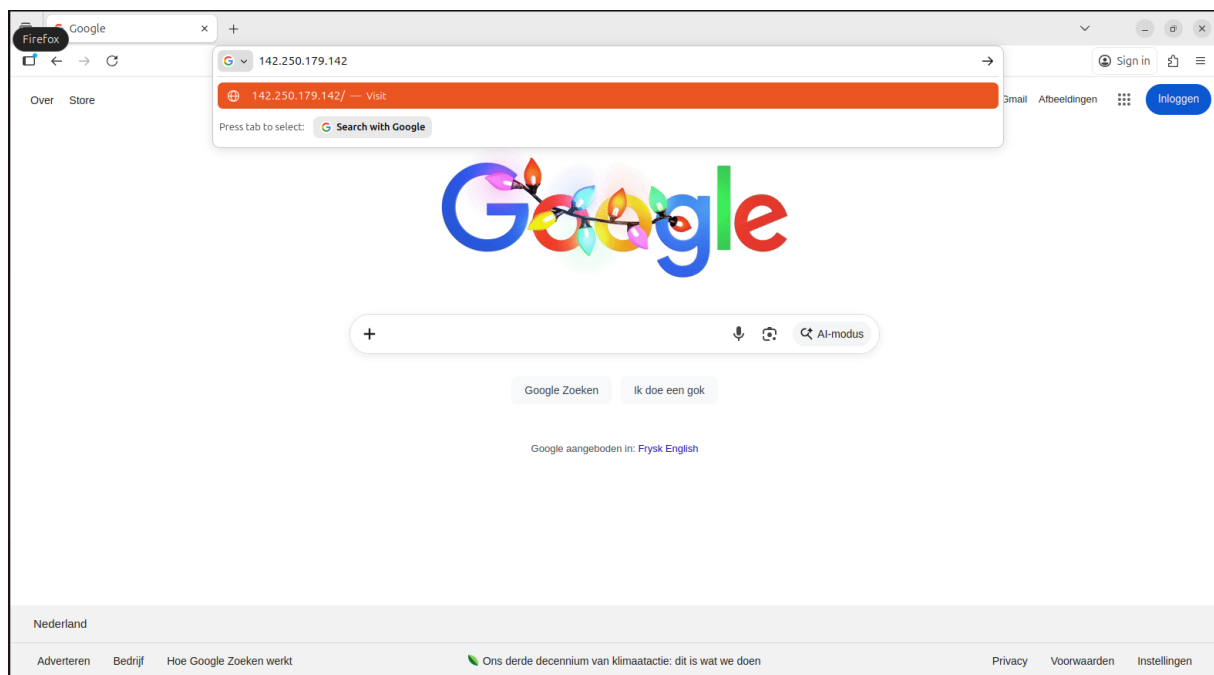 Google
Firefox
142.250.179.142
Sign in
142.250.179.142/ — Visit
Press tab to select: Search with Google
Over Store
Gmail Afbeeldingen Inloggen
Google
AI-modus
Google Zoeken Ik doe een gok
Google aangeboden in: Frysk English
Nederland
Adverteren Bedrijf Hoe Google Zoeken werkt Ons derde decennium van klimaatactie: dit is wat we doen Privacy Voorwaarden Instellingen